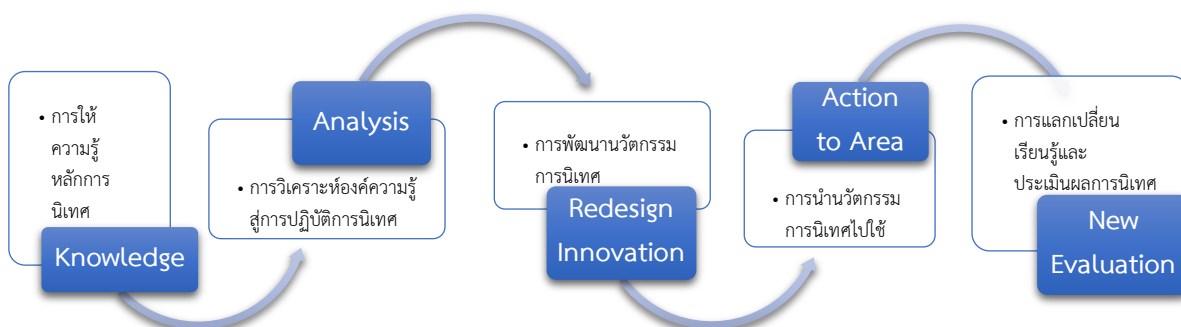 • การให้
ความรู้
หลักการ
นิเทศ
Knowledge
Analysis
• การวิเคราะห์องค์ความรู้
สู่การปฏิบัติการนิเทศ
• การพัฒนานวัตกรรม
การนิเทศ
Redesign
Innovation
Action
to Area
• การนำนวัตกรรม
การนิเทศไปใช้
• การแลกเปลี่ยน
เรียนรู้และ
ประเมินผลการนิเทศ
New
Evaluation